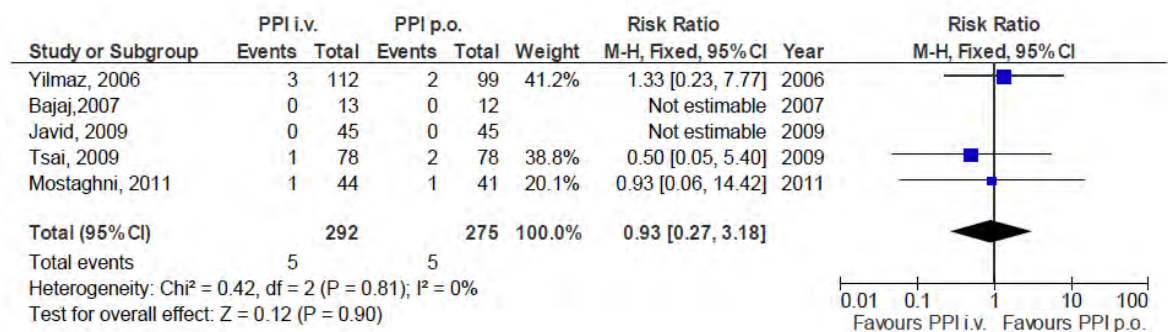 PPI i.v. PPI p.o. Risk Ratio Risk Ratio
Study or Subgroup Events Total Events Total Weight M-H, Fixed, 95% CI Year M-H, Fixed, 95% CI
Yilmaz, 2006 3 112 2 99 41.2% 1.33 [0.23, 7.77] 2006
Bajaj,2007 0 13 0 12 Not estimable 2007
Javid, 2009 0 45 0 45 Not estimable 2009
Tsai, 2009 1 78 2 78 38.8% 0.50 [0.05, 5.40] 2009
Mostaghni, 2011 1 44 1 41 20.1% 0.93 [0.06, 14.42] 2011
Total (95% CI) 292 275 100.0% 0.93 [0.27, 3.18]
Total events 5 5
Heterogeneity: Chi² = 0.42, df = 2 (P = 0.81); I² = 0%
Test for overall effect: Z = 0.12 (P = 0.90)
0.01 0.1 1 10 100
Favours PPI i.v. Favours PPI p.o.